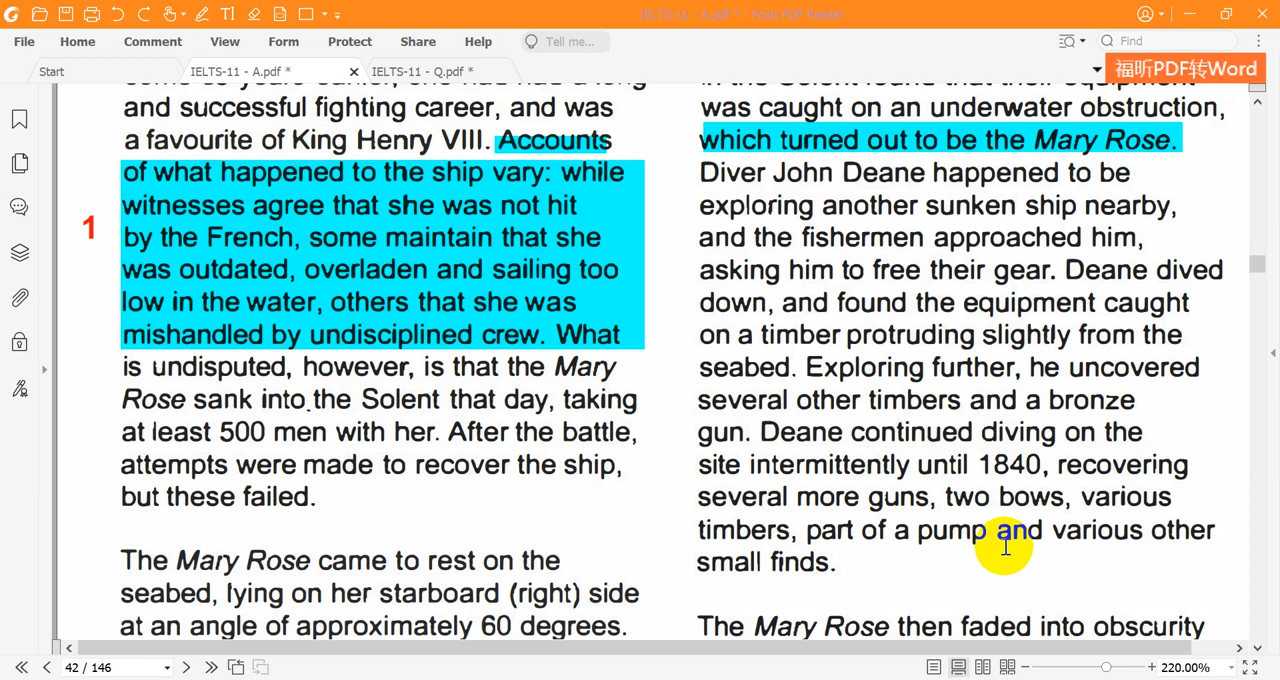 IELTS-11 - A.pdf * - Foxit PDF Reader
File Home Comment View Form Protect Share Help Tell me... Find
Start IELTS-11 - A.pdf * IELTS-11 - Q.pdf * 福昕PDF转Word
and successful fighting career, and was
a favourite of King Henry VIII. Accounts
of what happened to the ship vary: while
witnesses agree that she was not hit
1
by the French, some maintain that she
was outdated, overladen and sailing too
low in the water, others that she was
mishandled by undisciplined crew. What
is undisputed, however, is that the Mary
Rose sank into the Solent that day, taking
at least 500 men with her. After the battle,
attempts were made to recover the ship,
but these failed.
The Mary Rose came to rest on the
seabed, lying on her starboard (right) side
at an angle of approximately 60 degrees.
in the Solent found that their equipment
was caught on an underwater obstruction,
which turned out to be the Mary Rose.
Diver John Deane happened to be
exploring another sunken ship nearby,
and the fishermen approached him,
asking him to free their gear. Deane dived
down, and found the equipment caught
on a timber protruding slightly from the
seabed. Exploring further, he uncovered
several other timbers and a bronze
gun. Deane continued diving on the
site intermittently until 1840, recovering
several more guns, two bows, various
timbers, part of a pump and various other
small finds.
The Mary Rose then faded into obscurity
42 / 146 220.00%